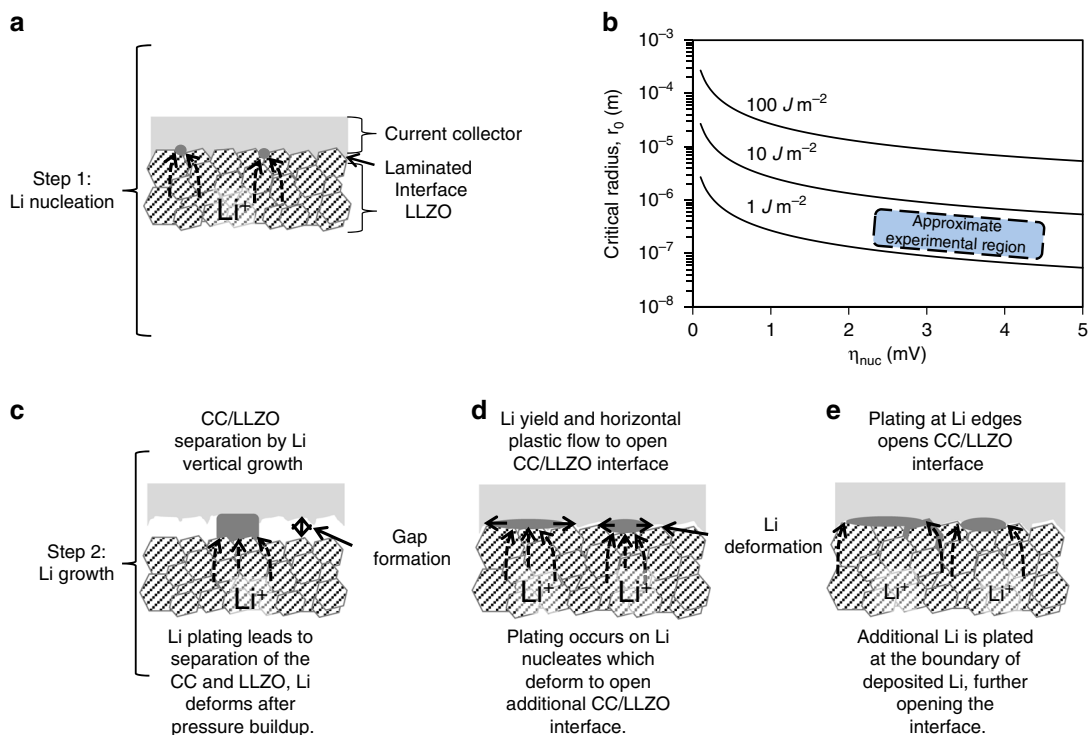 a
Step 1:
Li nucleation
Current collector
Laminated
Interface
LLZO
Li+
b
Critical radius, r0 (m)
10−3
10−4
10−5
10−6
10−7
10−8
100 J m−2
10 J m−2
1 J m−2
Approximate
experimental region
0
1
2
3
4
5
ηnuc (mV)
c
CC/LLZO
separation by Li
vertical growth
Step 2:
Li growth
Li+
Gap
formation
Li plating leads to
separation of the
CC and LLZO, Li
deforms after
pressure buildup.
d
Li yield and horizontal
plastic flow to open
CC/LLZO interface
Li+
Li+
Li
deformation
Plating occurs on Li
nucleates which
deform to open
additional CC/LLZO
interface.
e
Plating at Li edges
opens CC/LLZO
interface
Li+
Li+
Additional Li is plated
at the boundary of
deposited Li, further
opening the
interface.